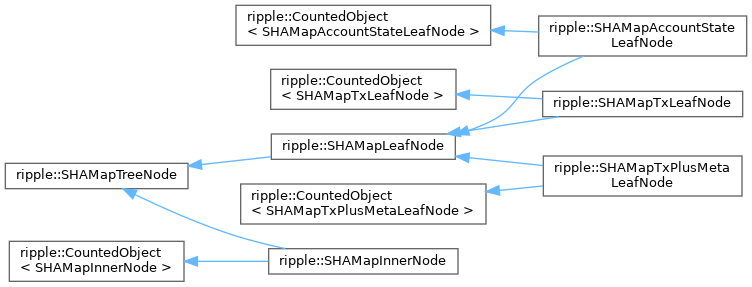 ripple::CountedObject
< SHAMapAccountStateLeafNode >
ripple::SHAMapAccountState
LeafNode
ripple::CountedObject
< SHAMapTxLeafNode >
ripple::SHAMapTxLeafNode
ripple::SHAMapLeafNode
ripple::SHAMapTreeNode
ripple::SHAMapTxPlusMeta
LeafNode
ripple::CountedObject
< SHAMapTxPlusMetaLeafNode >
ripple::CountedObject
< SHAMapInnerNode >
ripple::SHAMapInnerNode